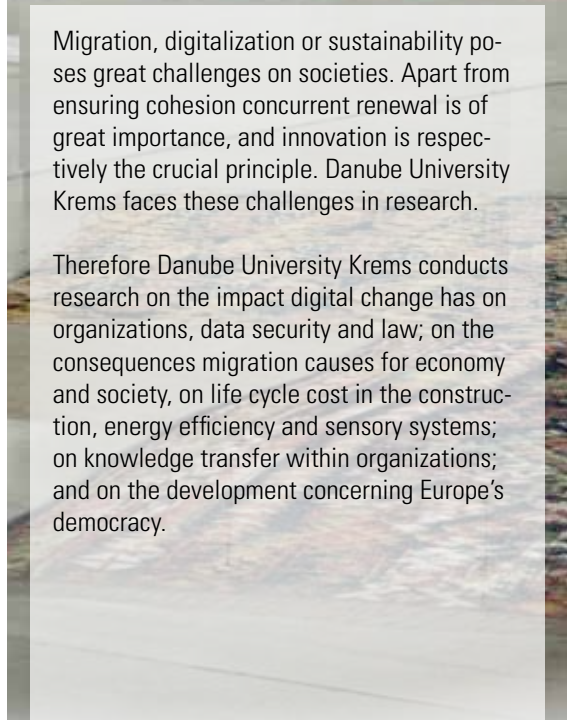 Migration, digitalization or sustainability po-
ses great challenges on societies. Apart from
ensuring cohesion concurrent renewal is of
great importance, and innovation is respec-
tively the crucial principle. Danube University
Krems faces these challenges in research.
Therefore Danube University Krems conducts
research on the impact digital change has on
organizations, data security and law; on the
consequences migration causes for economy
and society, on life cycle cost in the construc-
tion, energy efficiency and sensory systems;
on knowledge transfer within organizations;
and on the development concerning Europe’s
democracy.